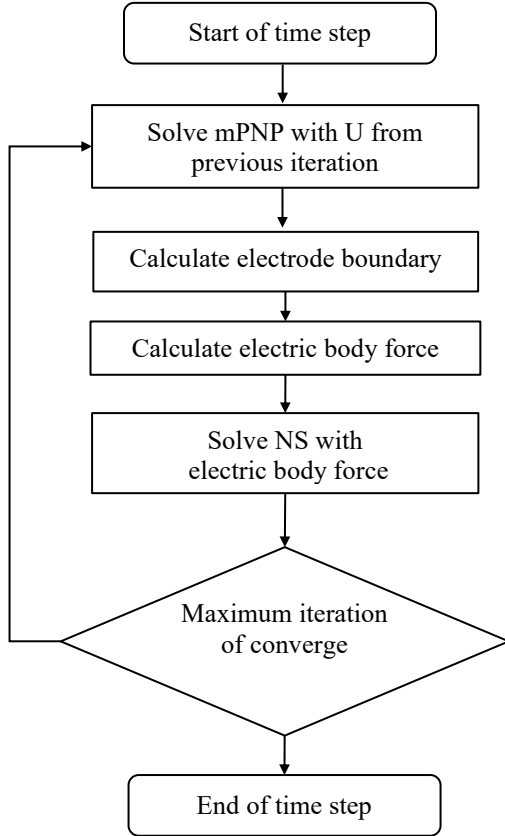 Start of time step
Solve mPNP with U from
previous iteration
Calculate electrode boundary
Calculate electric body force
Solve NS with
electric body force
Maximum iteration
of converge
End of time step